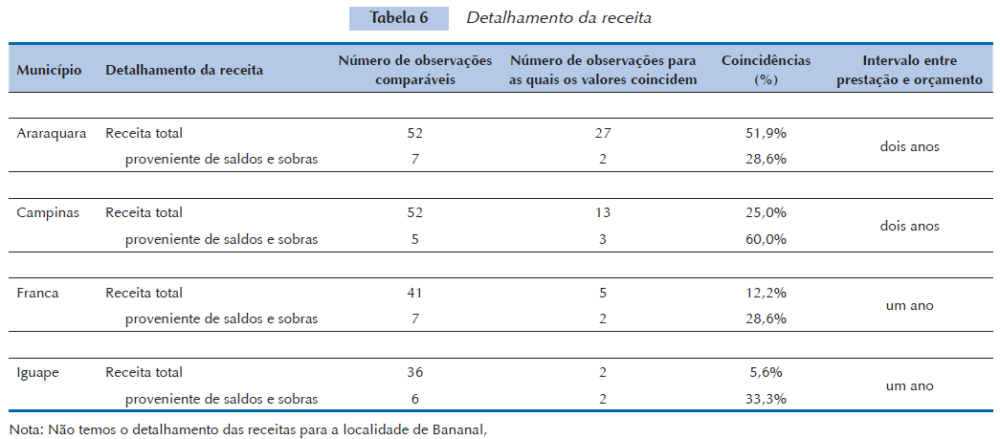 Tabela 6 Detalhamento da receita
Município Detalhamento da receita Número de observações comparáveis Número de observações para as quais os valores coincidem Coincidências (%) Intervalo entre prestação e orçamento
Araraquara Receita total 52 27 51,9% dois anos
proveniente de saldos e sobras 7 2 28,6%
Campinas Receita total 52 13 25,0% dois anos
proveniente de saldos e sobras 5 3 60,0%
Franca Receita total 41 5 12,2% um ano
proveniente de saldos e sobras 7 2 28,6%
Iguape Receita total 36 2 5,6% um ano
proveniente de saldos e sobras 6 2 33,3%
Nota: Não temos o detalhamento das receitas para a localidade de Bananal,